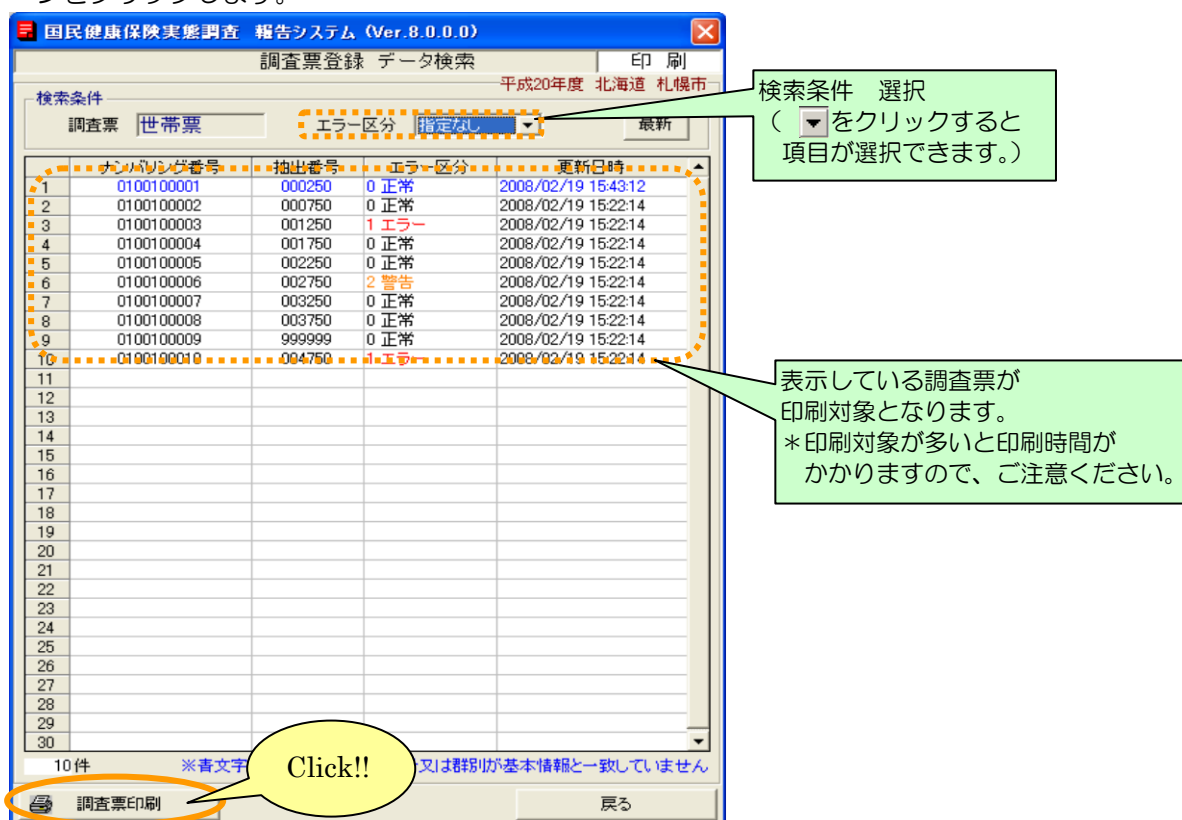 国民健康保険実態調査 報告システム (Ver.8.0.0.0)
調査票登録 データ検索
印 刷
平成20年度 北海道 札幌市
検索条件
調査票 世帯票 エラー区分 指定なし 最新
検索条件 選択
( をクリックすると
項目が選択できます。)
ナンバリング番号 抽出番号 エラー区分 更新日時
1 0100100001 000250 0 正常 2008/02/19 15:43:12
2 0100100002 000750 0 正常 2008/02/19 15:22:14
3 0100100003 001250 1 エラー 2008/02/19 15:22:14
4 0100100004 001750 0 正常 2008/02/19 15:22:14
5 0100100005 002250 0 正常 2008/02/19 15:22:14
6 0100100006 002750 2 警告 2008/02/19 15:22:14
7 0100100007 003250 0 正常 2008/02/19 15:22:14
8 0100100008 003750 0 正常 2008/02/19 15:22:14
9 0100100009 999999 0 正常 2008/02/19 15:22:14
10 0100100010 004750 1 エラー 2008/02/19 15:22:14
表示している調査票が
印刷対象となります。
*印刷対象が多いと印刷時間が
かかりますので、ご注意ください。
11
12
13
14
15
16
17
18
19
20
21
22
23
24
25
26
27
28
29
30
10件 ※青文字 又は群別が基本情報と一致していません
Click!!
調査票印刷 戻る